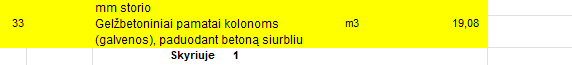 mm storio
33 Gelžbetoniniai pamatai kolonoms m3 19,08
(galvenos), paduodant betoną siurbliu
Skyriuje 1